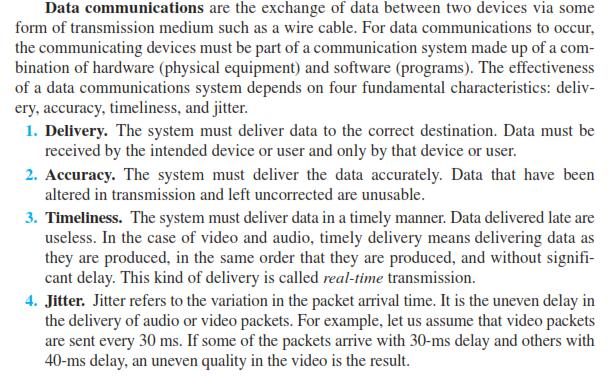 Data communications are the exchange of data between two devices via some
form of transmission medium such as a wire cable. For data communications to occur,
the communicating devices must be part of a communication system made up of a com-
bination of hardware (physical equipment) and software (programs). The effectiveness
of a data communications system depends on four fundamental characteristics: deliv-
ery, accuracy, timeliness, and jitter.
1. Delivery. The system must deliver data to the correct destination. Data must be
received by the intended device or user and only by that device or user.
2. Accuracy. The system must deliver the data accurately. Data that have been
altered in transmission and left uncorrected are unusable.
3. Timeliness. The system must deliver data in a timely manner. Data delivered late are
useless. In the case of video and audio, timely delivery means delivering data as
they are produced, in the same order that they are produced, and without signifi-
cant delay. This kind of delivery is called real-time transmission.
4. Jitter. Jitter refers to the variation in the packet arrival time. It is the uneven delay in
the delivery of audio or video packets. For example, let us assume that video packets
are sent every 30 ms. If some of the packets arrive with 30-ms delay and others with
40-ms delay, an uneven quality in the video is the result.